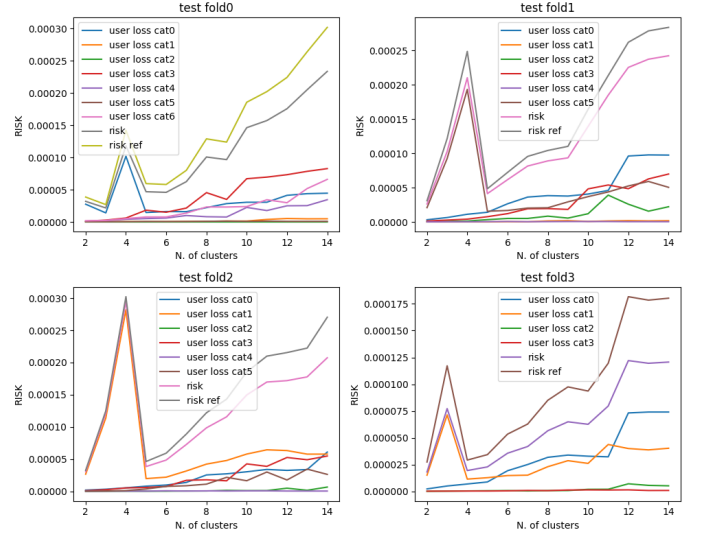 test fold0
0.00030
0.00025
0.00020
0.00015
0.00010
0.00005
0.00000
RISK
user loss cat0
user loss cat1
user loss cat2
user loss cat3
user loss cat4
user loss cat5
user loss cat6
risk
risk ref
2 4 6 8 10 12 14
N. of clusters
test fold1
0.00025
0.00020
0.00015
0.00010
0.00005
0.00000
RISK
user loss cat0
user loss cat1
user loss cat2
user loss cat3
user loss cat4
user loss cat5
risk
risk ref
2 4 6 8 10 12 14
N. of clusters
test fold2
0.00030
0.00025
0.00020
0.00015
0.00010
0.00005
0.00000
RISK
user loss cat0
user loss cat1
user loss cat2
user loss cat3
user loss cat4
user loss cat5
risk
risk ref
2 4 6 8 10 12 14
N. of clusters
test fold3
0.000175
0.000150
0.000125
0.000100
0.000075
0.000050
0.000025
0.000000
RISK
user loss cat0
user loss cat1
user loss cat2
user loss cat3
risk
risk ref
2 4 6 8 10 12 14
N. of clusters